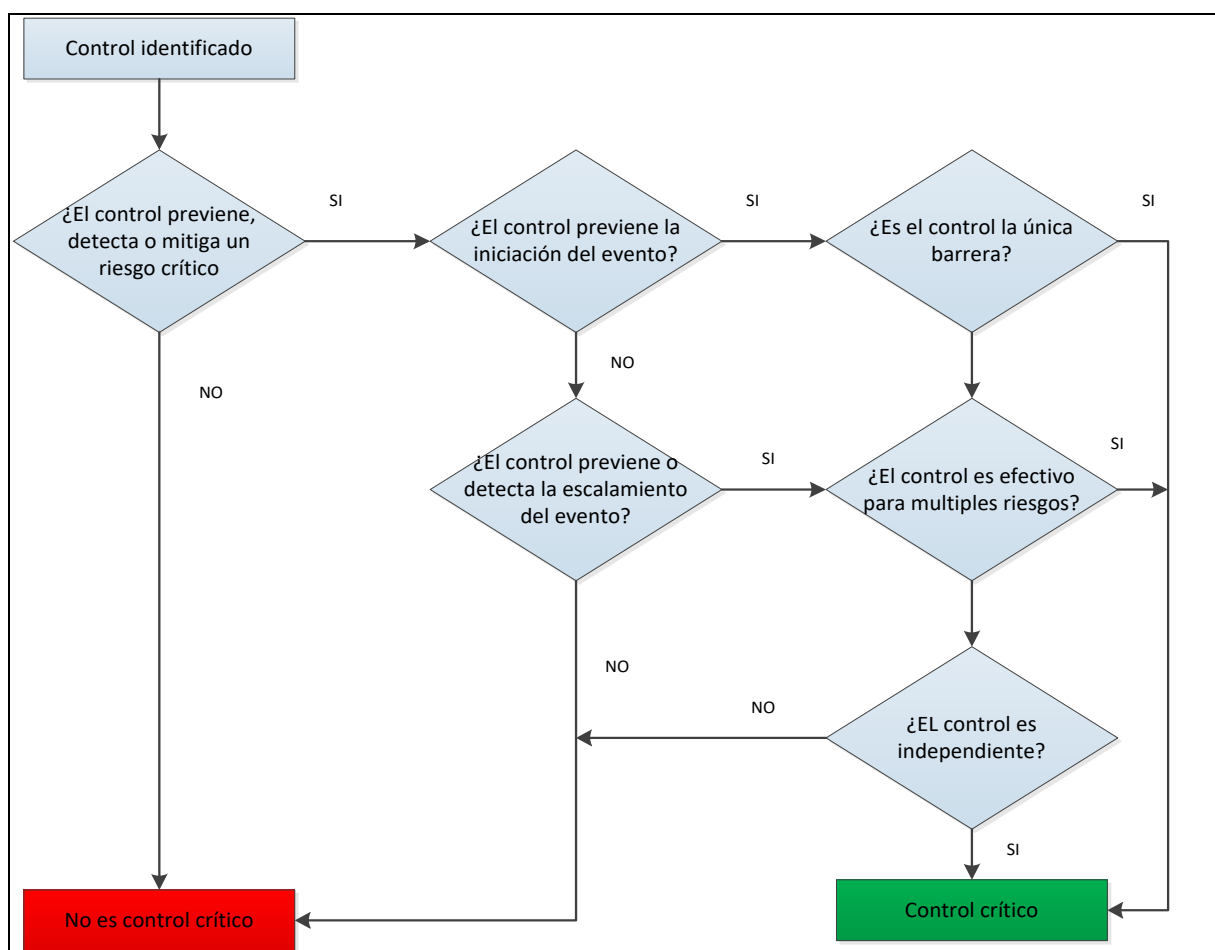 Control identificado
¿El control previene,
detecta o mitiga un
riesgo crítico
SI
¿El control previene la
iniciación del evento?
SI
¿Es el control la única
barrera?
SI
NO
NO
¿El control previene o
detecta la escalamiento
del evento?
SI
¿El control es efectivo
para multiples riesgos?
SI
NO
NO
¿EL control es
independiente?
SI
No es control crítico
Control crítico